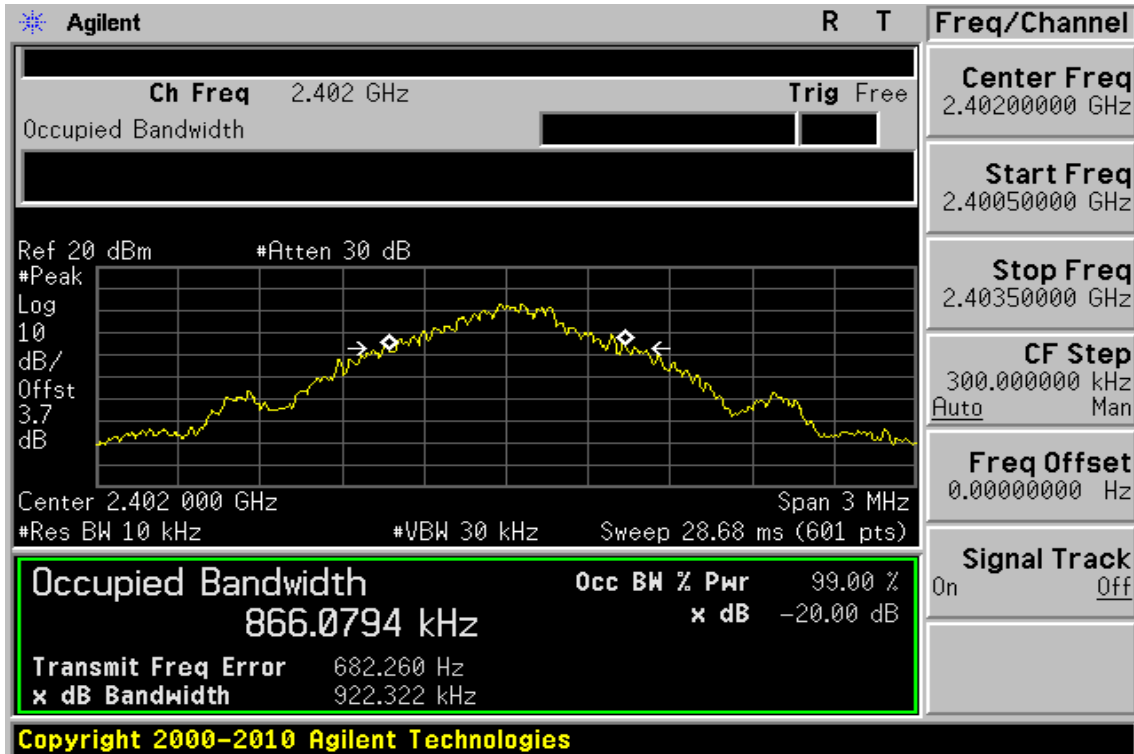 Agilent R T
Ch Freq 2.402 GHz Trig Free
Occupied Bandwidth
Ref 20 dBm #Atten 30 dB
#Peak
Log
10
dB/
Offst
3.7
dB
Center 2.402 000 GHz Span 3 MHz
#Res BW 10 kHz #VBW 30 kHz Sweep 28.68 ms (601 pts)
Occupied Bandwidth
866.0794 kHz
Occ BW % Pwr 99.00 %
x dB -20.00 dB
Transmit Freq Error 682.260 Hz
x dB Bandwidth 922.322 kHz
Copyright 2000-2010 Agilent Technologies
Freq/Channel
Center Freq
2.40200000 GHz
Start Freq
2.40050000 GHz
Stop Freq
2.40350000 GHz
CF Step
300.000000 kHz
Auto Man
Freq Offset
0.00000000 Hz
Signal Track
On Off